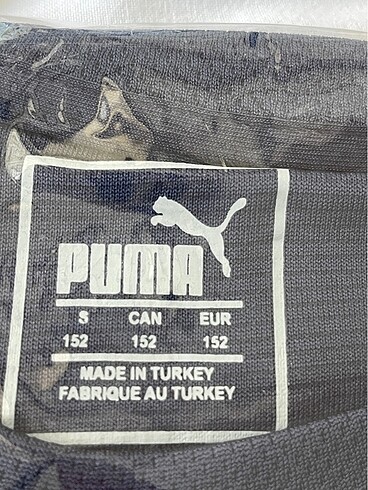 PUMA
S CAN EUR
152 152 152
MADE IN TURKEY
FABRIQUE AU TURKEY